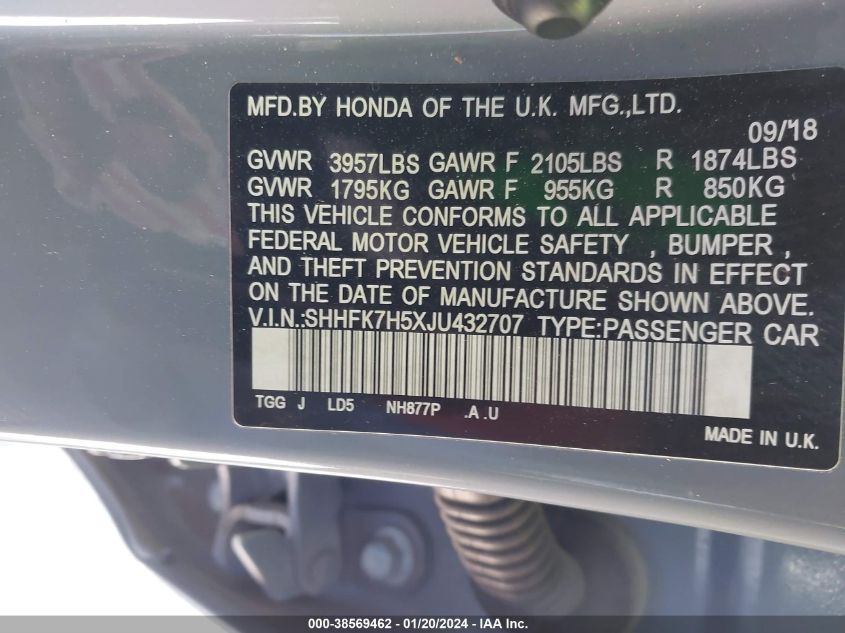 MFD.BY HONDA OF THE U.K. MFG.,LTD.
09/'18
GVWR 3957LBS GAWR F 2105LBS R 1874LBS
GVWR 1795KG GAWR F 955KG R 850KG
THIS VEHICLE CONFORMS TO ALL APPLICABLE
FEDERAL MOTOR VEHICLE SAFETY , BUMPER ,
AND THEFT PREVENTION STANDARDS IN EFFECT
ON THE DATE OF MANUFACTURE SHOWN ABOVE.
V.I.N.:SHHFK7H5XJU432707 TYPE:PASSENGER CAR
TGG J LD5 NH877P .A .U
MADE IN U.K.
000-38569462 - 01/20/2024 - IAA Inc.